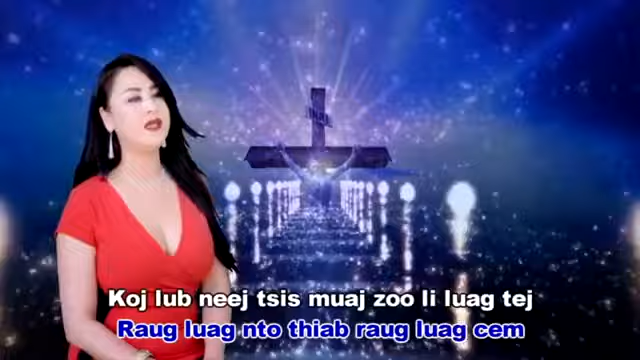 Koj lub neej tsis muaj zoo li luag tej
Raug luag nto thiab raug luag cem